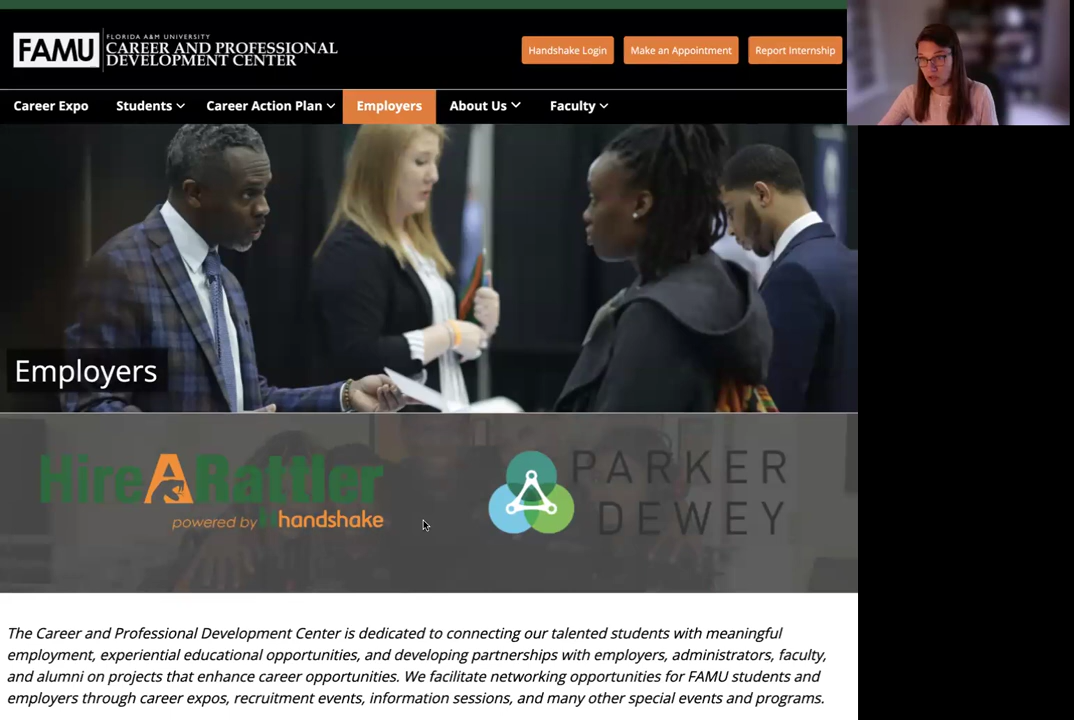 FAMU
FLORIDA A&M UNIVERSITY
CAREER AND PROFESSIONAL
DEVELOPMENT CENTER
Handshake Login
Make an Appointment
Report Internship
Career Expo
Students
Career Action Plan
Employers
About Us
Faculty
Employers
HireARattler
powered by handshake
PARKER
DEWEY
The Career and Professional Development Center is dedicated to connecting our talented students with meaningful
employment, experiential educational opportunities, and developing partnerships with employers, administrators, faculty,
and alumni on projects that enhance career opportunities. We facilitate networking opportunities for FAMU students and
employers through career expos, recruitment events, information sessions, and many other special events and programs.